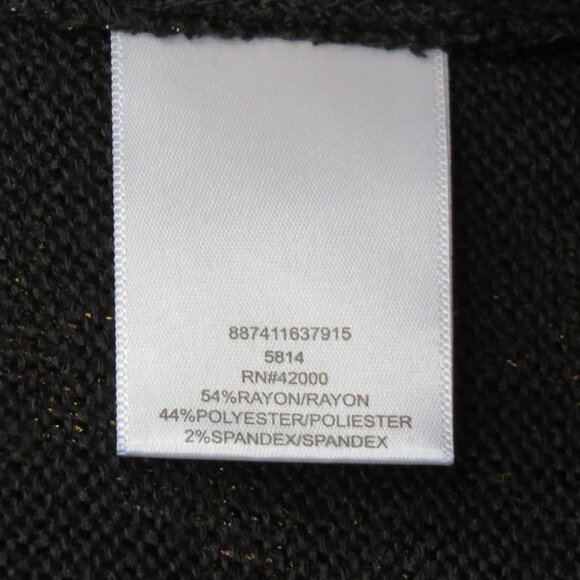 887411637915
5814
RN#42000
54%RAYON/RAYON
44%POLYESTER/POLIESTER
2%SPANDEX/SPANDEX